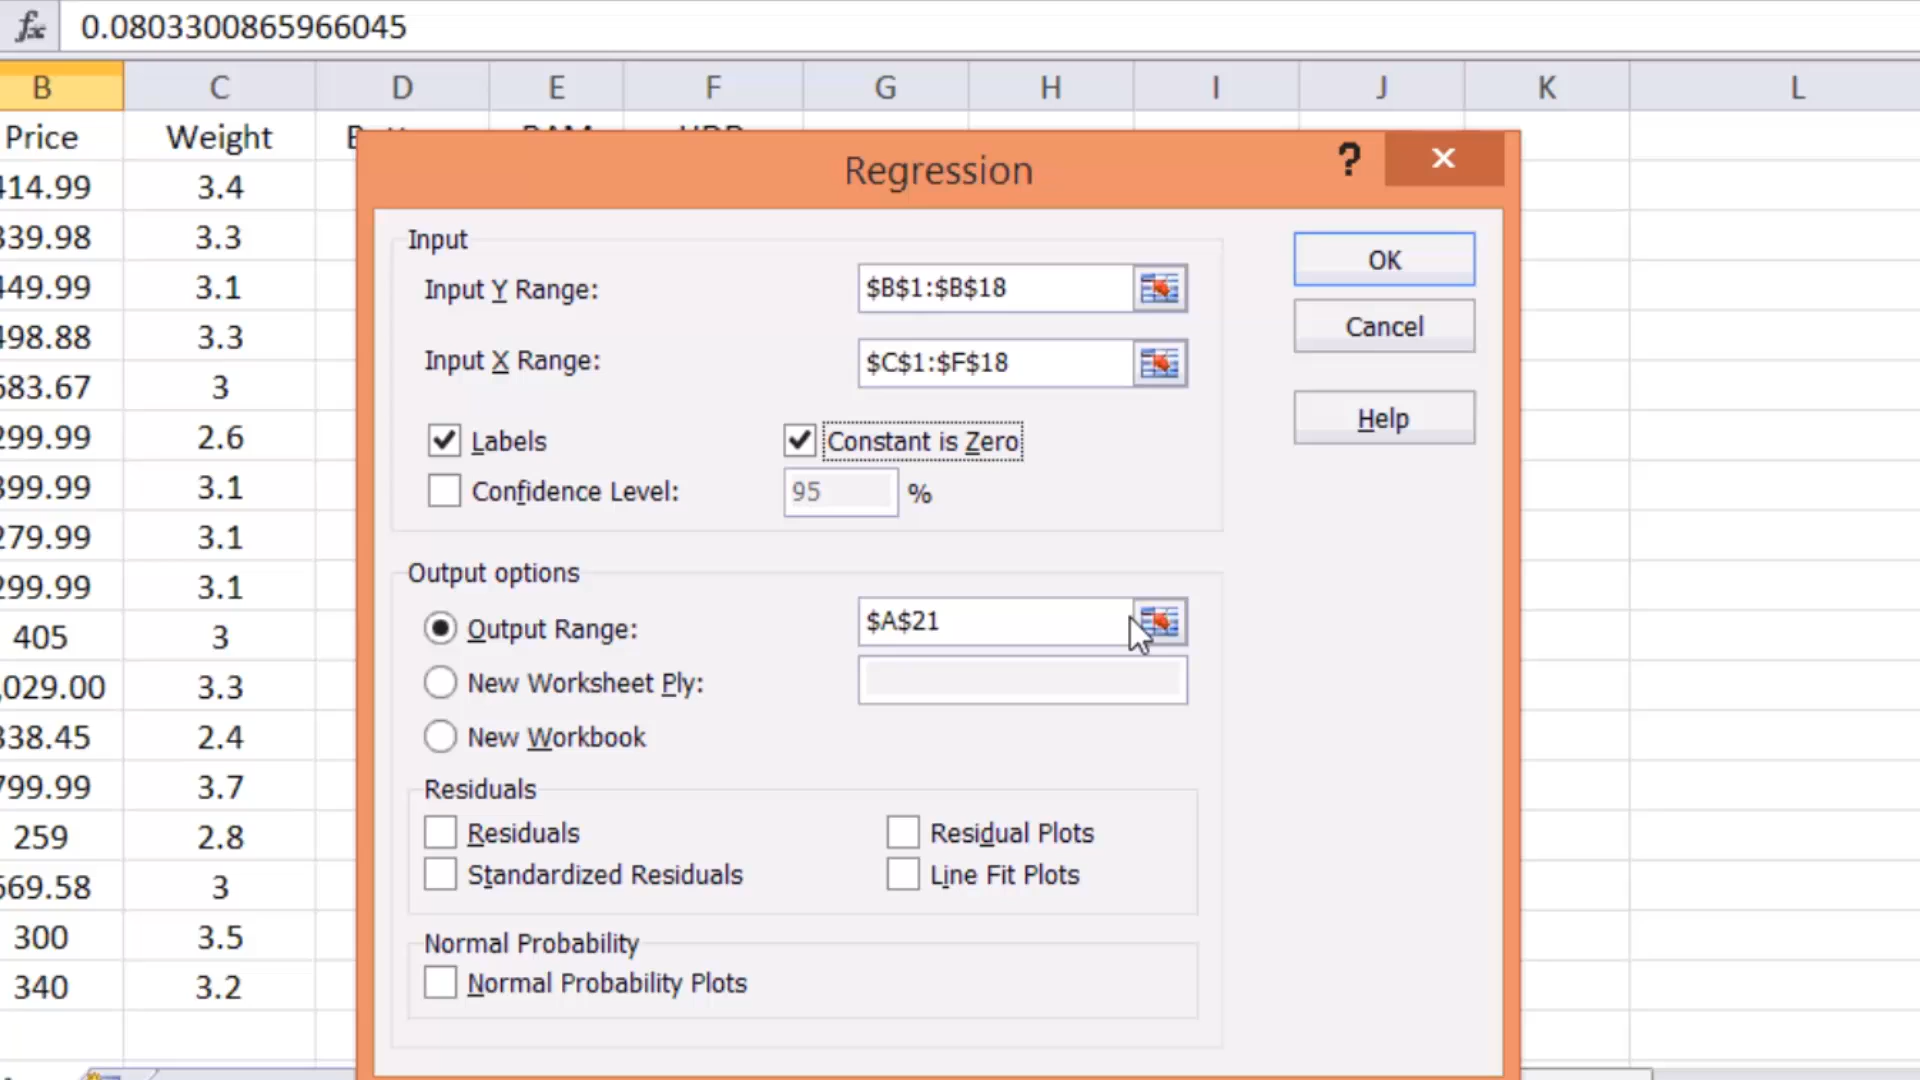 fx 0.0803300865966045
B C D E F G H I J K L
Price Weight
3.4
3.3
3.1
3.3
3
2.6
3.1
3.1
3.1
405 3
3.3
2.4
3.7
259 2.8
3
300 3.5
340 3.2
Regression
? X
Input
Input Y Range: $B$1:$B$18
Input X Range: $C$1:$F$18
Labels Constant is Zero
Confidence Level: 95 %
OK
Cancel
Help
Output options
Output Range: $A$21
New Worksheet Ply:
New Workbook
Residuals
Residuals Residual Plots
Standardized Residuals Line Fit Plots
Normal Probability
Normal Probability Plots